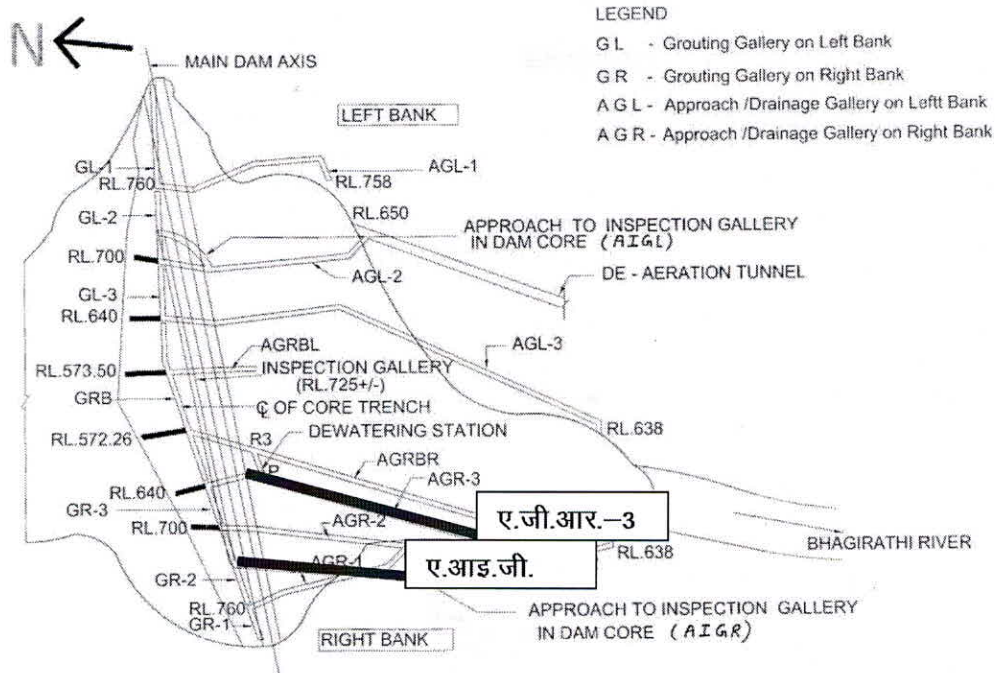 N
MAIN DAM AXIS
LEGEND
G L - Grouting Gallery on Left Bank
G R - Grouting Gallery on Right Bank
A G L - Approach /Drainage Gallery on Leftt Bank
A G R - Approach /Drainage Gallery on Right Bank
LEFT BANK
GL-1
RL.760
AGL-1
RL.758
GL-2
RL.650
APPROACH TO INSPECTION GALLERY
IN DAM CORE (AIGL)
RL.700
AGL-2
DE - AERATION TUNNEL
GL-3
RL.640
AGRBL
AGL-3
RL.573.50
INSPECTION GALLERY
(RL.725+/-)
GRB
℄ OF CORE TRENCH
RL.572.26
R3
DEWATERING STATION
RL.638
P
AGRBR
AGR-3
RL.640
GR-3
ए.जी.आर.–3
RL.700
AGR-2
BHAGIRATHI RIVER
AGR-1
ए.आइ.जी.
RL.638
GR-2
RL.760
GR-1
APPROACH TO INSPECTION GALLERY
IN DAM CORE (AIGR)
RIGHT BANK